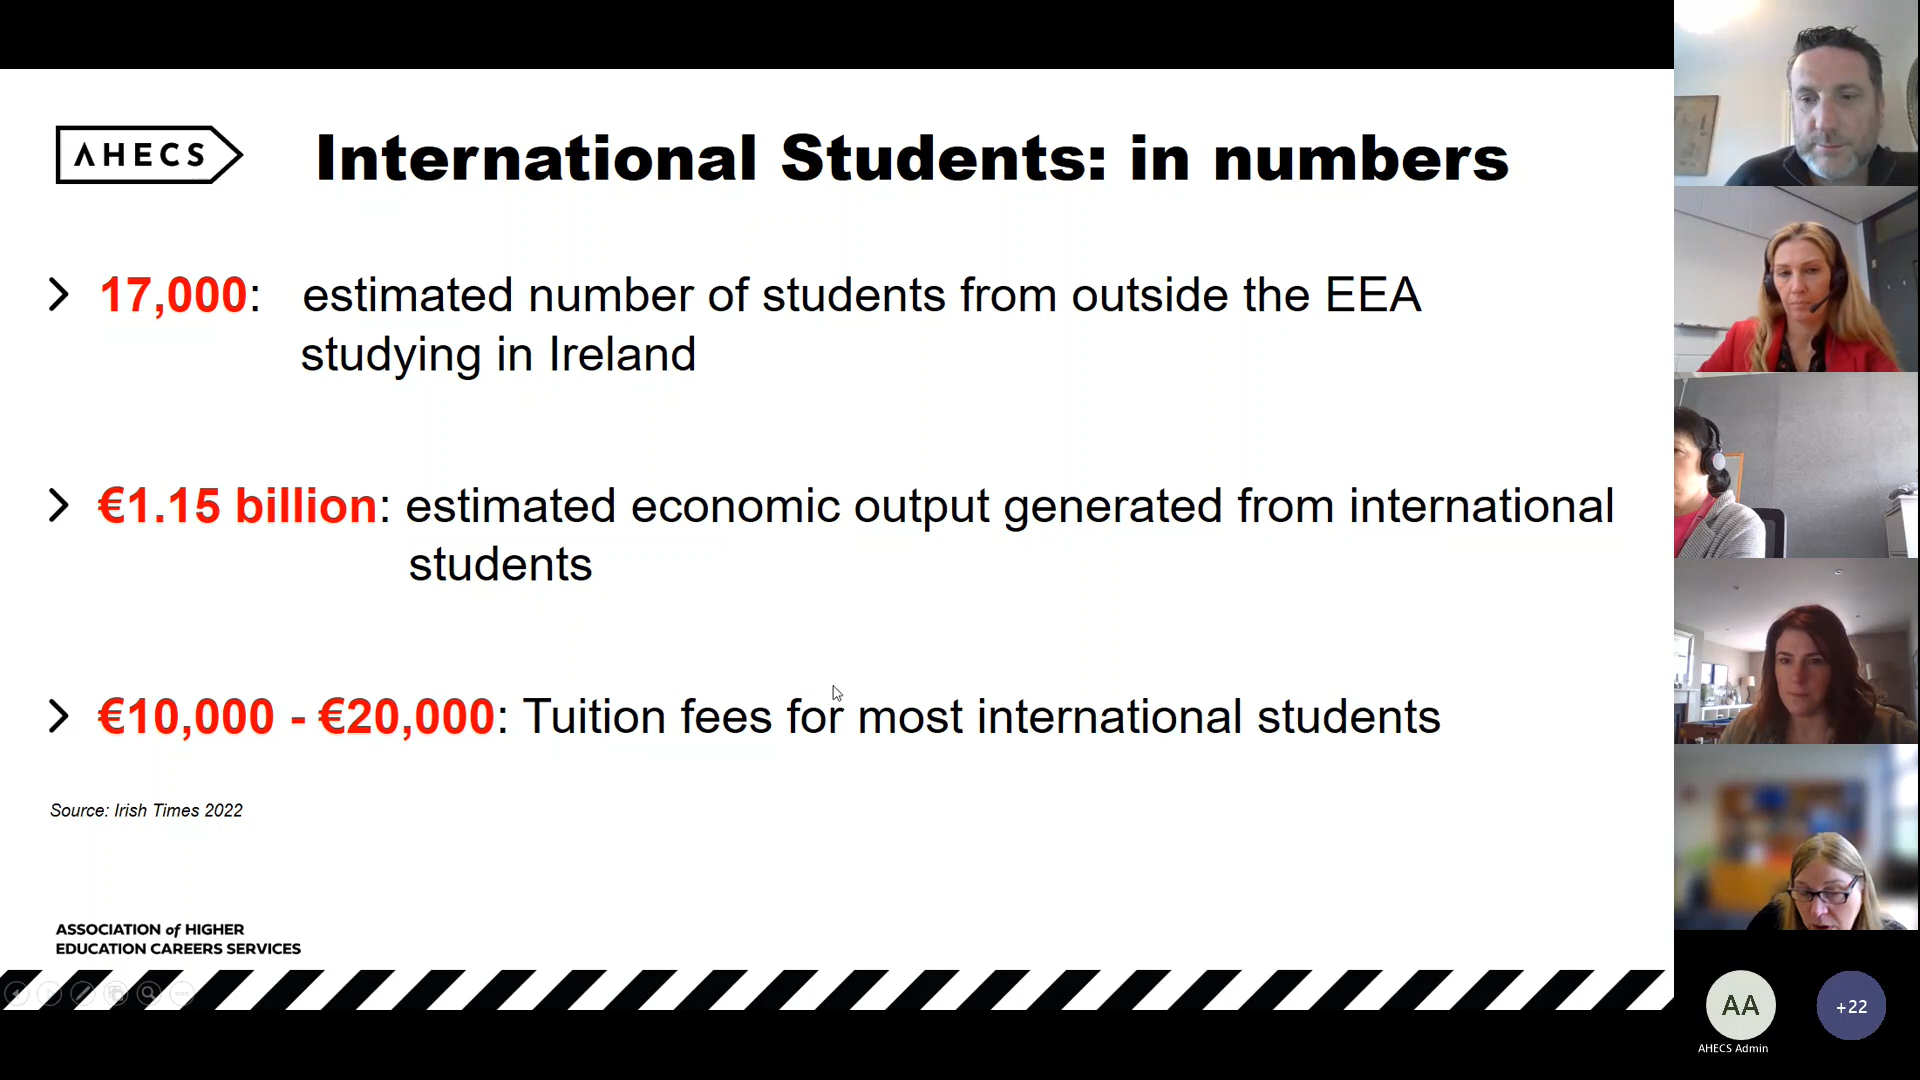 AHECS
International Students: in numbers
17,000: estimated number of students from outside the EEA
studying in Ireland
€1.15 billion: estimated economic output generated from international
students
€10,000 - €20,000: Tuition fees for most international students
Source: Irish Times 2022
ASSOCIATION of HIGHER
EDUCATION CAREERS SERVICES
AA
+22
AHECS Admin